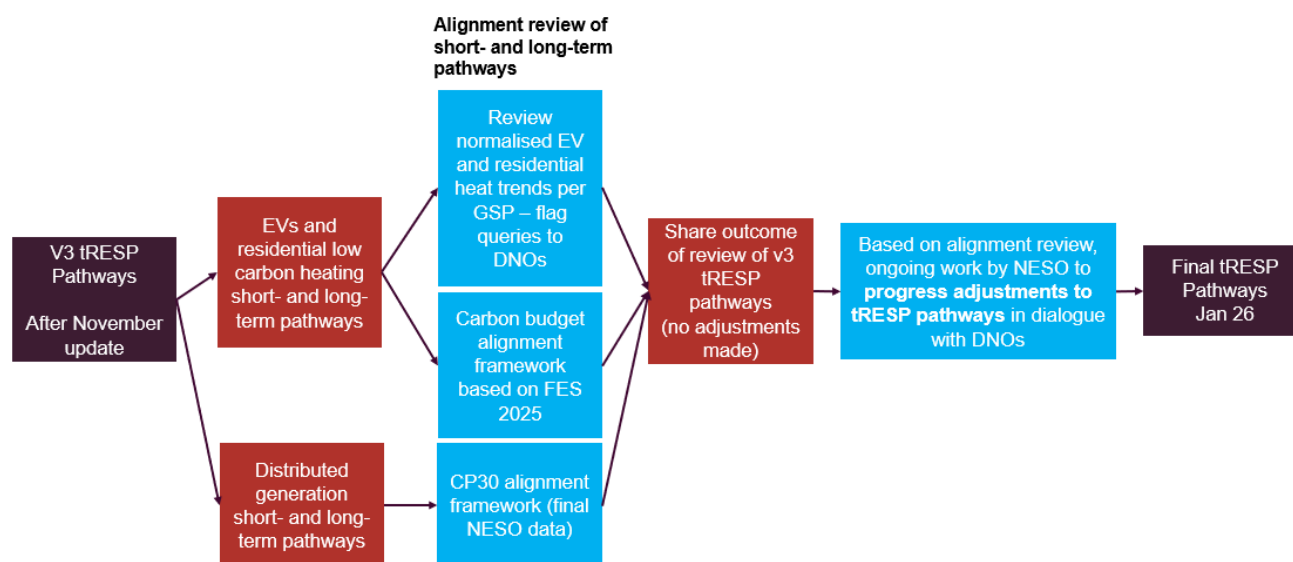 Alignment review of
short- and long-term
pathways
V3 tRESP
Pathways
After November
update
EVs and
residential low
carbon heating
short- and long-
term pathways
Distributed
generation
short- and long-
term pathways
Review
normalised EV
and residential
heat trends per
GSP – flag
queries to
DNOs
Carbon budget
alignment
framework
based on FES
2025
CP30 alignment
framework (final
NESO data)
Share outcome
of review of v3
tRESP
pathways
(no adjustments
made)
Based on alignment review,
ongoing work by NESO to
progress adjustments to
tRESP pathways in dialogue
with DNOs
Final tRESP
Pathways
Jan 26